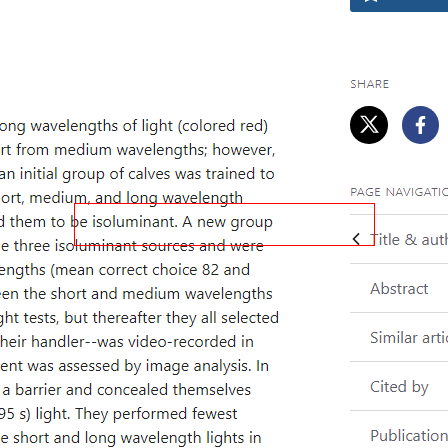 SHARE
ong wavelengths of light (colored red)
rt from medium wavelengths; however,
an initial group of calves was trained to
ort, medium, and long wavelength
d them to be isoluminant. A new group
e three isoluminant sources and were
engths (mean correct choice 82 and
en the short and medium wavelengths
ght tests, but thereafter they all selected
heir handler--was video-recorded in
ent was assessed by image analysis. In
a barrier and concealed themselves
95 s) light. They performed fewest
e short and long wavelength lights in
PAGE NAVIGATIO
Title & auth
Abstract
Similar arti
Cited by
Publication